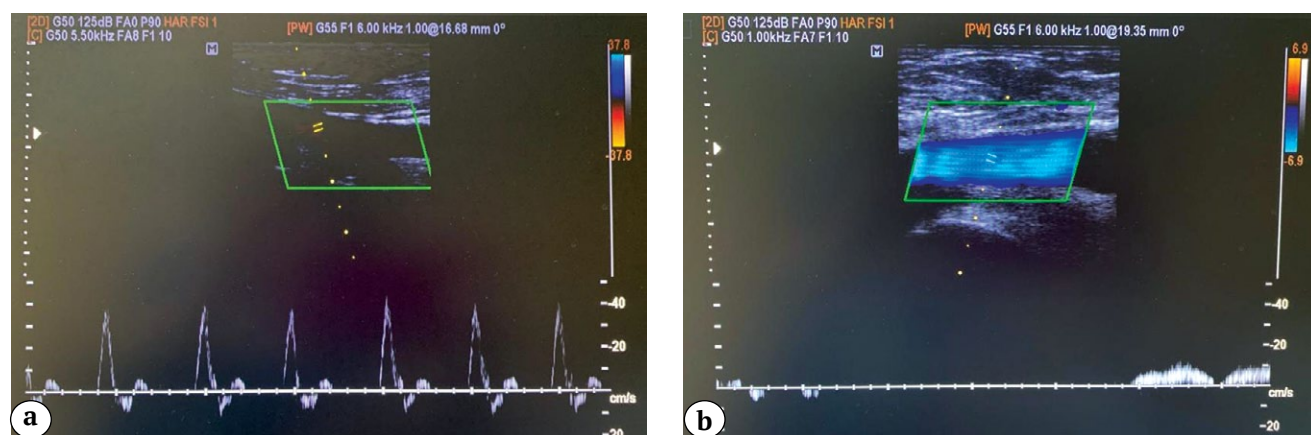 [2D] G50 125dB FA0 P90 HAR FSI 1
[C] G50 5.50kHz FA8 F1 10
[PW] G55 F1 6.00 kHz 1.00@16.68 mm 0°
M
37.8
-37.8
-40
-20
cm/s
-20
a
[2D] G50 125dB FA0 P90 HAR FSI 1
[C] G50 1.00kHz FA7 F1 10
[PW] G55 F1 6.00 kHz 1.00@19.35 mm 0°
M
6.9
-6.9
-40
-20
cm/s
-20
b